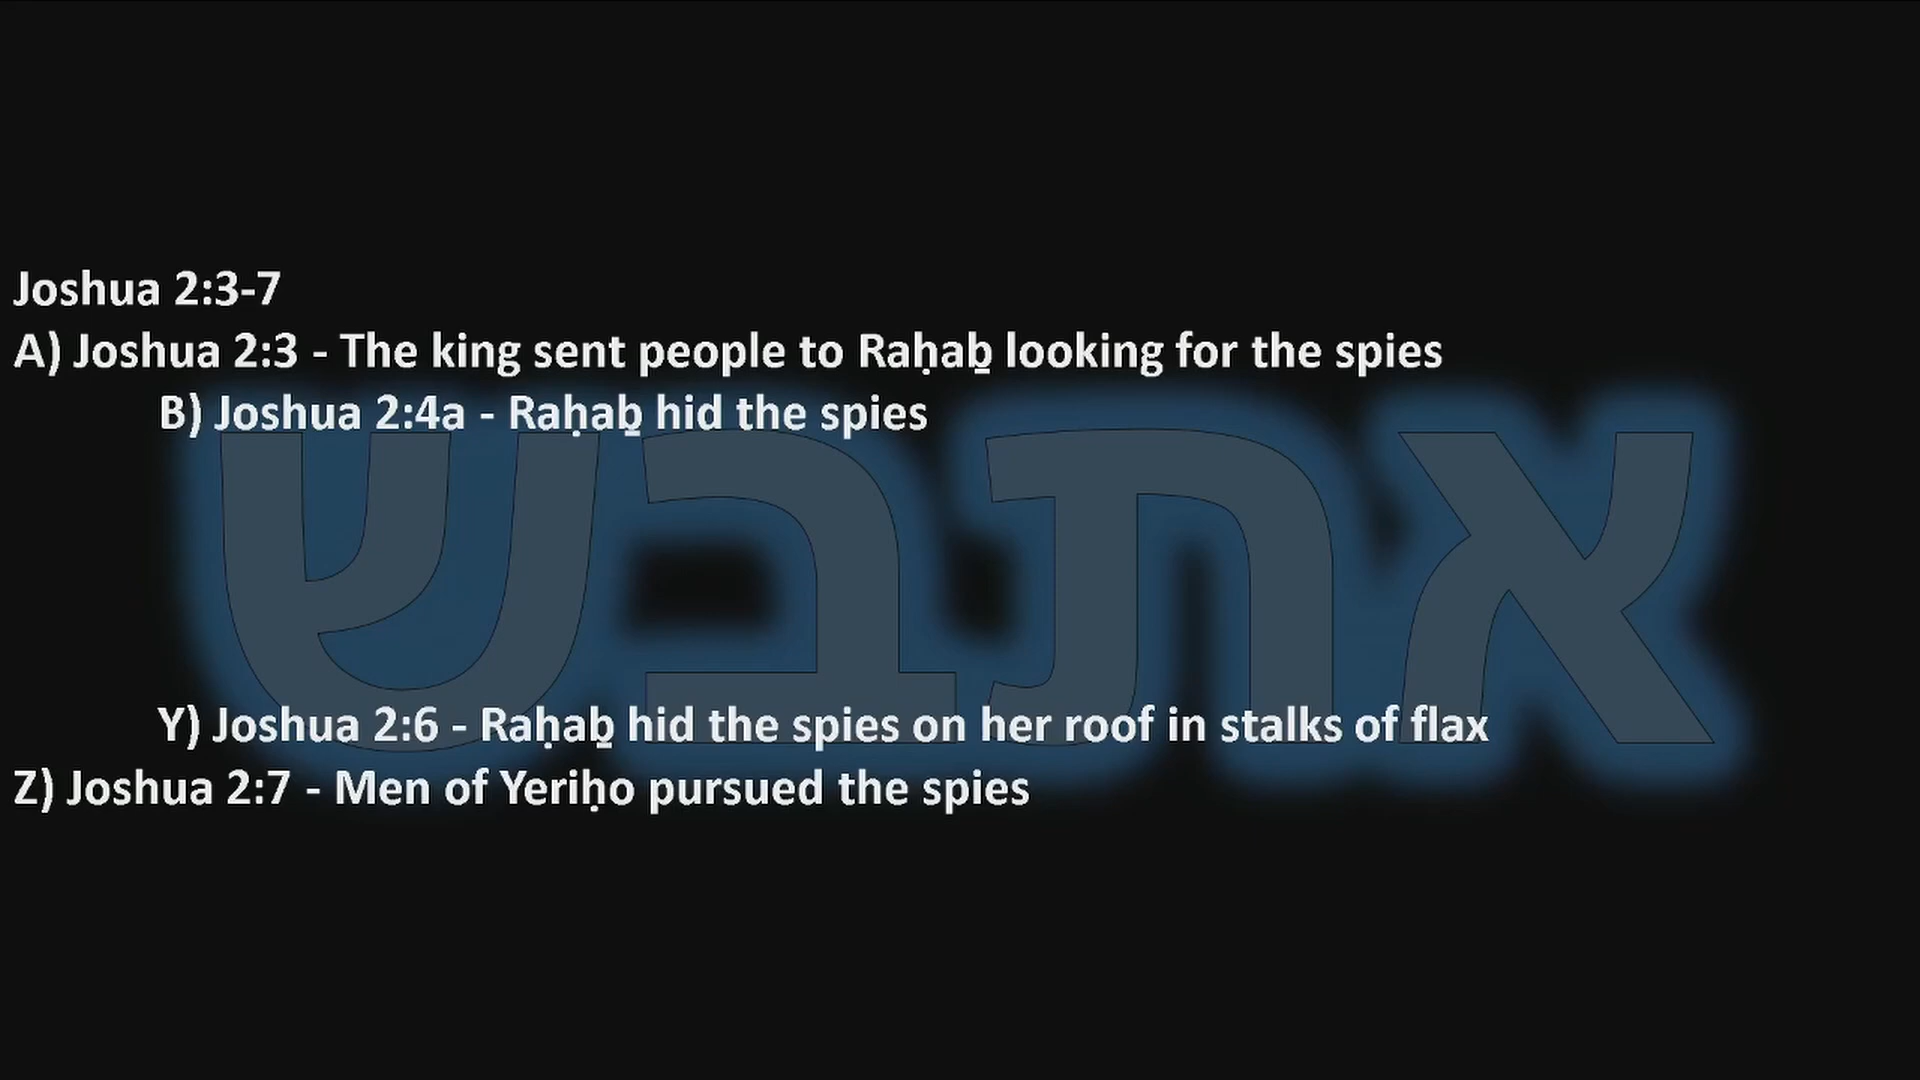 Joshua 2:3-7
A) Joshua 2:3 - The king sent people to Raḥaḇ looking for the spies
B) Joshua 2:4a - Raḥaḇ hid the spies
אתבש
Y) Joshua 2:6 - Raḥaḇ hid the spies on her roof in stalks of flax
Z) Joshua 2:7 - Men of Yeriḥo pursued the spies